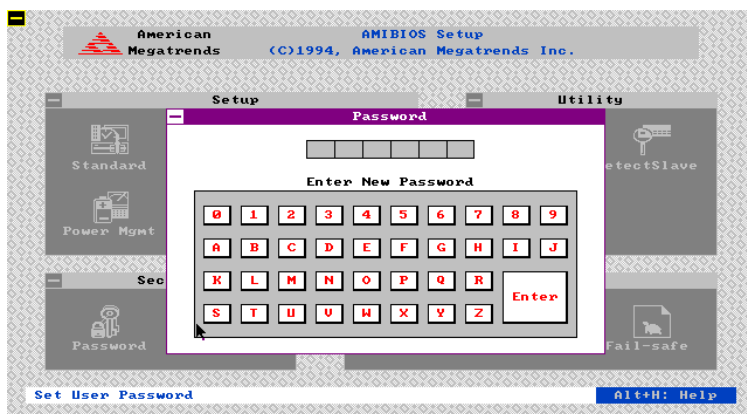 American
Megatrends
AMIBIOS Setup
(C)1994, American Megatrends Inc.
Setup
Utility
Password
Standard
etectSlave
Enter New Password
Power Mgmt
0 1 2 3 4 5 6 7 8 9
A B C D E F G H I J
K L M N O P Q R
Enter
S T U V W X Y Z
Sec
Password
Fail-safe
Set User Password
Alt+H: Help